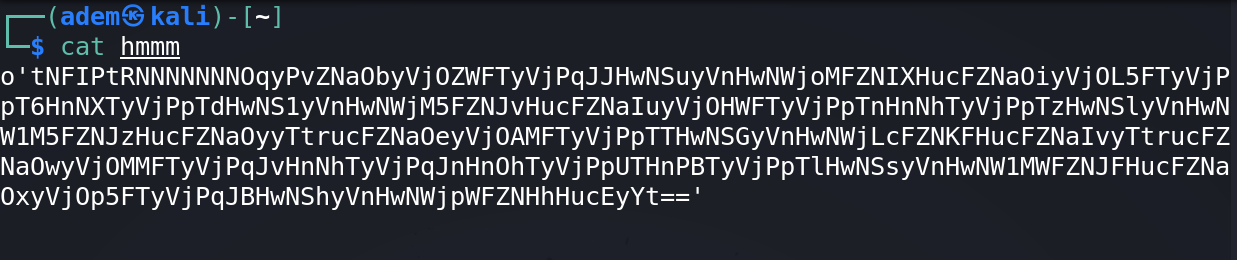 ┌──(adem㉿kali)-[~]
└─$ cat hmmm
o'tNFIPtRNNNNNNNOqyPvZNaObyVjOZWFTyVjPqJJHwNSuyVnHwNWjoMFZNIXHucFZNaOiyVjOL5FTyVjP
pT6HnNXTyVjPpTdHwNS1yVnHwNWjM5FZNJvHucFZNaIuyVjOHWFTyVjPpTnHnNhTyVjPpTzHwNSlyVnHwN
W1M5FZNJzHucFZNaOyyTtrucFZNaOeyVjOAMFTyVjPpTTHwNSGyVnHwNWjLcFZNKFHucFZNaIvyTtrucFZ
NaOwyVjOMMFTyVjPqJvHnNhTyVjPqJnHnOhTyVjPpUTHnPBTyVjPpTlHwNSsyVnHwNW1MWFZNJFHucFZNa
OxyVjOp5FTyVjPqJBHwNShyVnHwNWjpWFZNHhHucEyYt=='